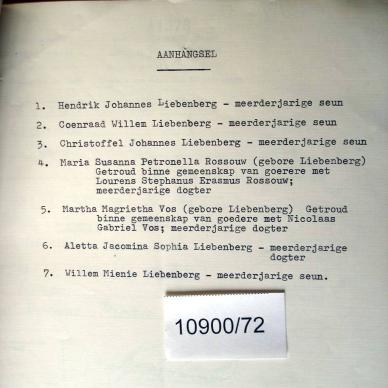 AANHANGSEL
1. Hendrik Johannes Liebenberg - meerderjarige seun
2. Coenraad Willem Liebenberg - meerderjarige seun
3. Christoffel Johannes Liebenberg - meerderjarige seun
4. Maria Susanna Petronella Rossouw (gebore Liebenberg)
Getroud binne gemeenskap van goerere met
Lourens Stephanus Erasmus Rossouw;
meerderjarige dogter
5. Martha Magrietha Vos (gebore Liebenberg) Getroud
binne gemeenskap van goedere met Nicolaas
Gabriel Vos; meerderjarige dogter
6. Aletta Jacomina Sophia Liebenberg - meerderjarige
dogter
7. Willem Mienie Liebenberg - meerderjarige seun.
10900/72